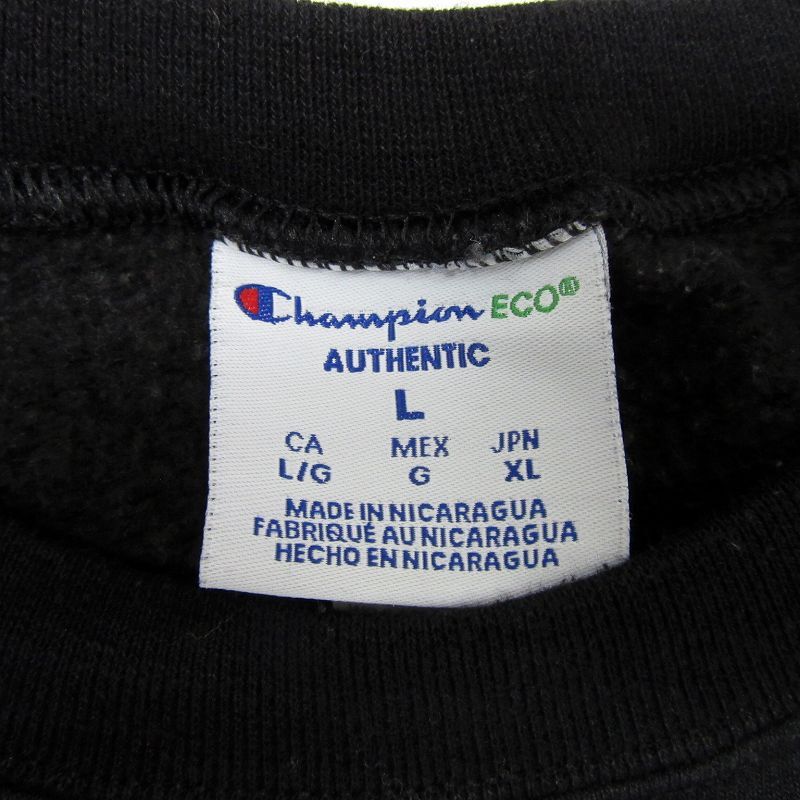 Champion ECO®
AUTHENTIC
L
CA MEX JPN
L/G G XL
MADE IN NICARAGUA
FABRIQUÉ AU NICARAGUA
HECHO EN NICARAGUA